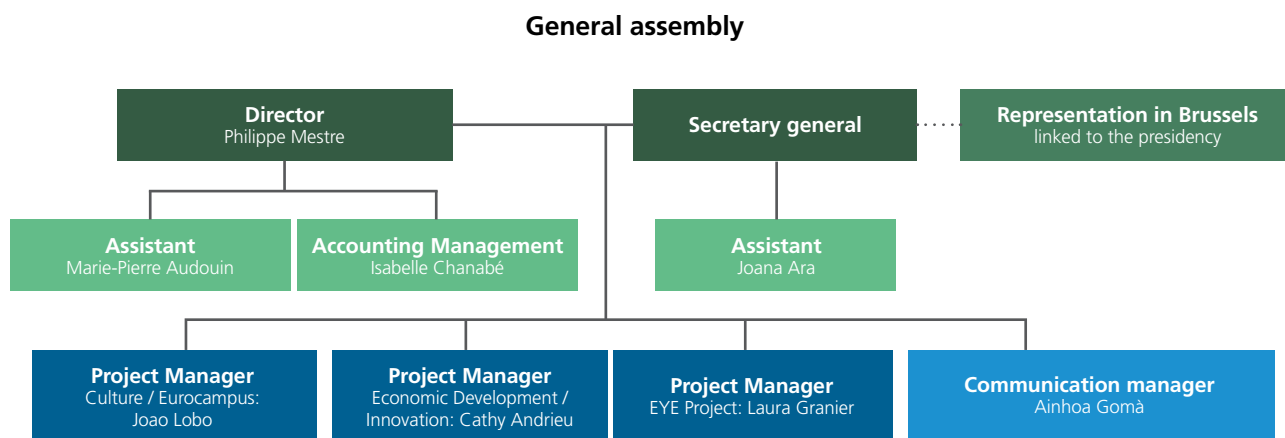 General assembly
Director
Philippe Mestre
Secretary general
Representation in Brussels
linked to the presidency
Assistant
Marie-Pierre Audouin
Accounting Management
Isabelle Chanabé
Assistant
Joana Ara
Project Manager
Culture / Eurocampus:
Joao Lobo
Project Manager
Economic Development /
Innovation: Cathy Andrieu
Project Manager
EYE Project: Laura Granier
Communication manager
Ainhoa Gomà